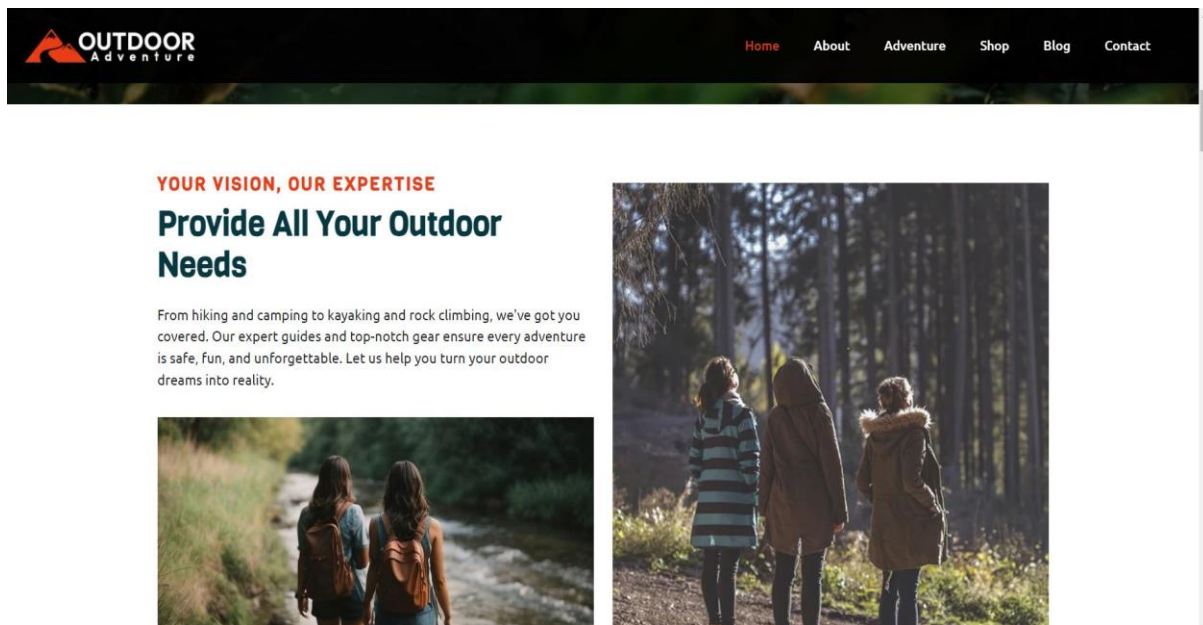 OUTDOOR
Adventure
Home About Adventure Shop Blog Contact
YOUR VISION, OUR EXPERTISE
Provide All Your Outdoor
Needs
From hiking and camping to kayaking and rock climbing, we've got you
covered. Our expert guides and top-notch gear ensure every adventure
is safe, fun, and unforgettable. Let us help you turn your outdoor
dreams into reality.